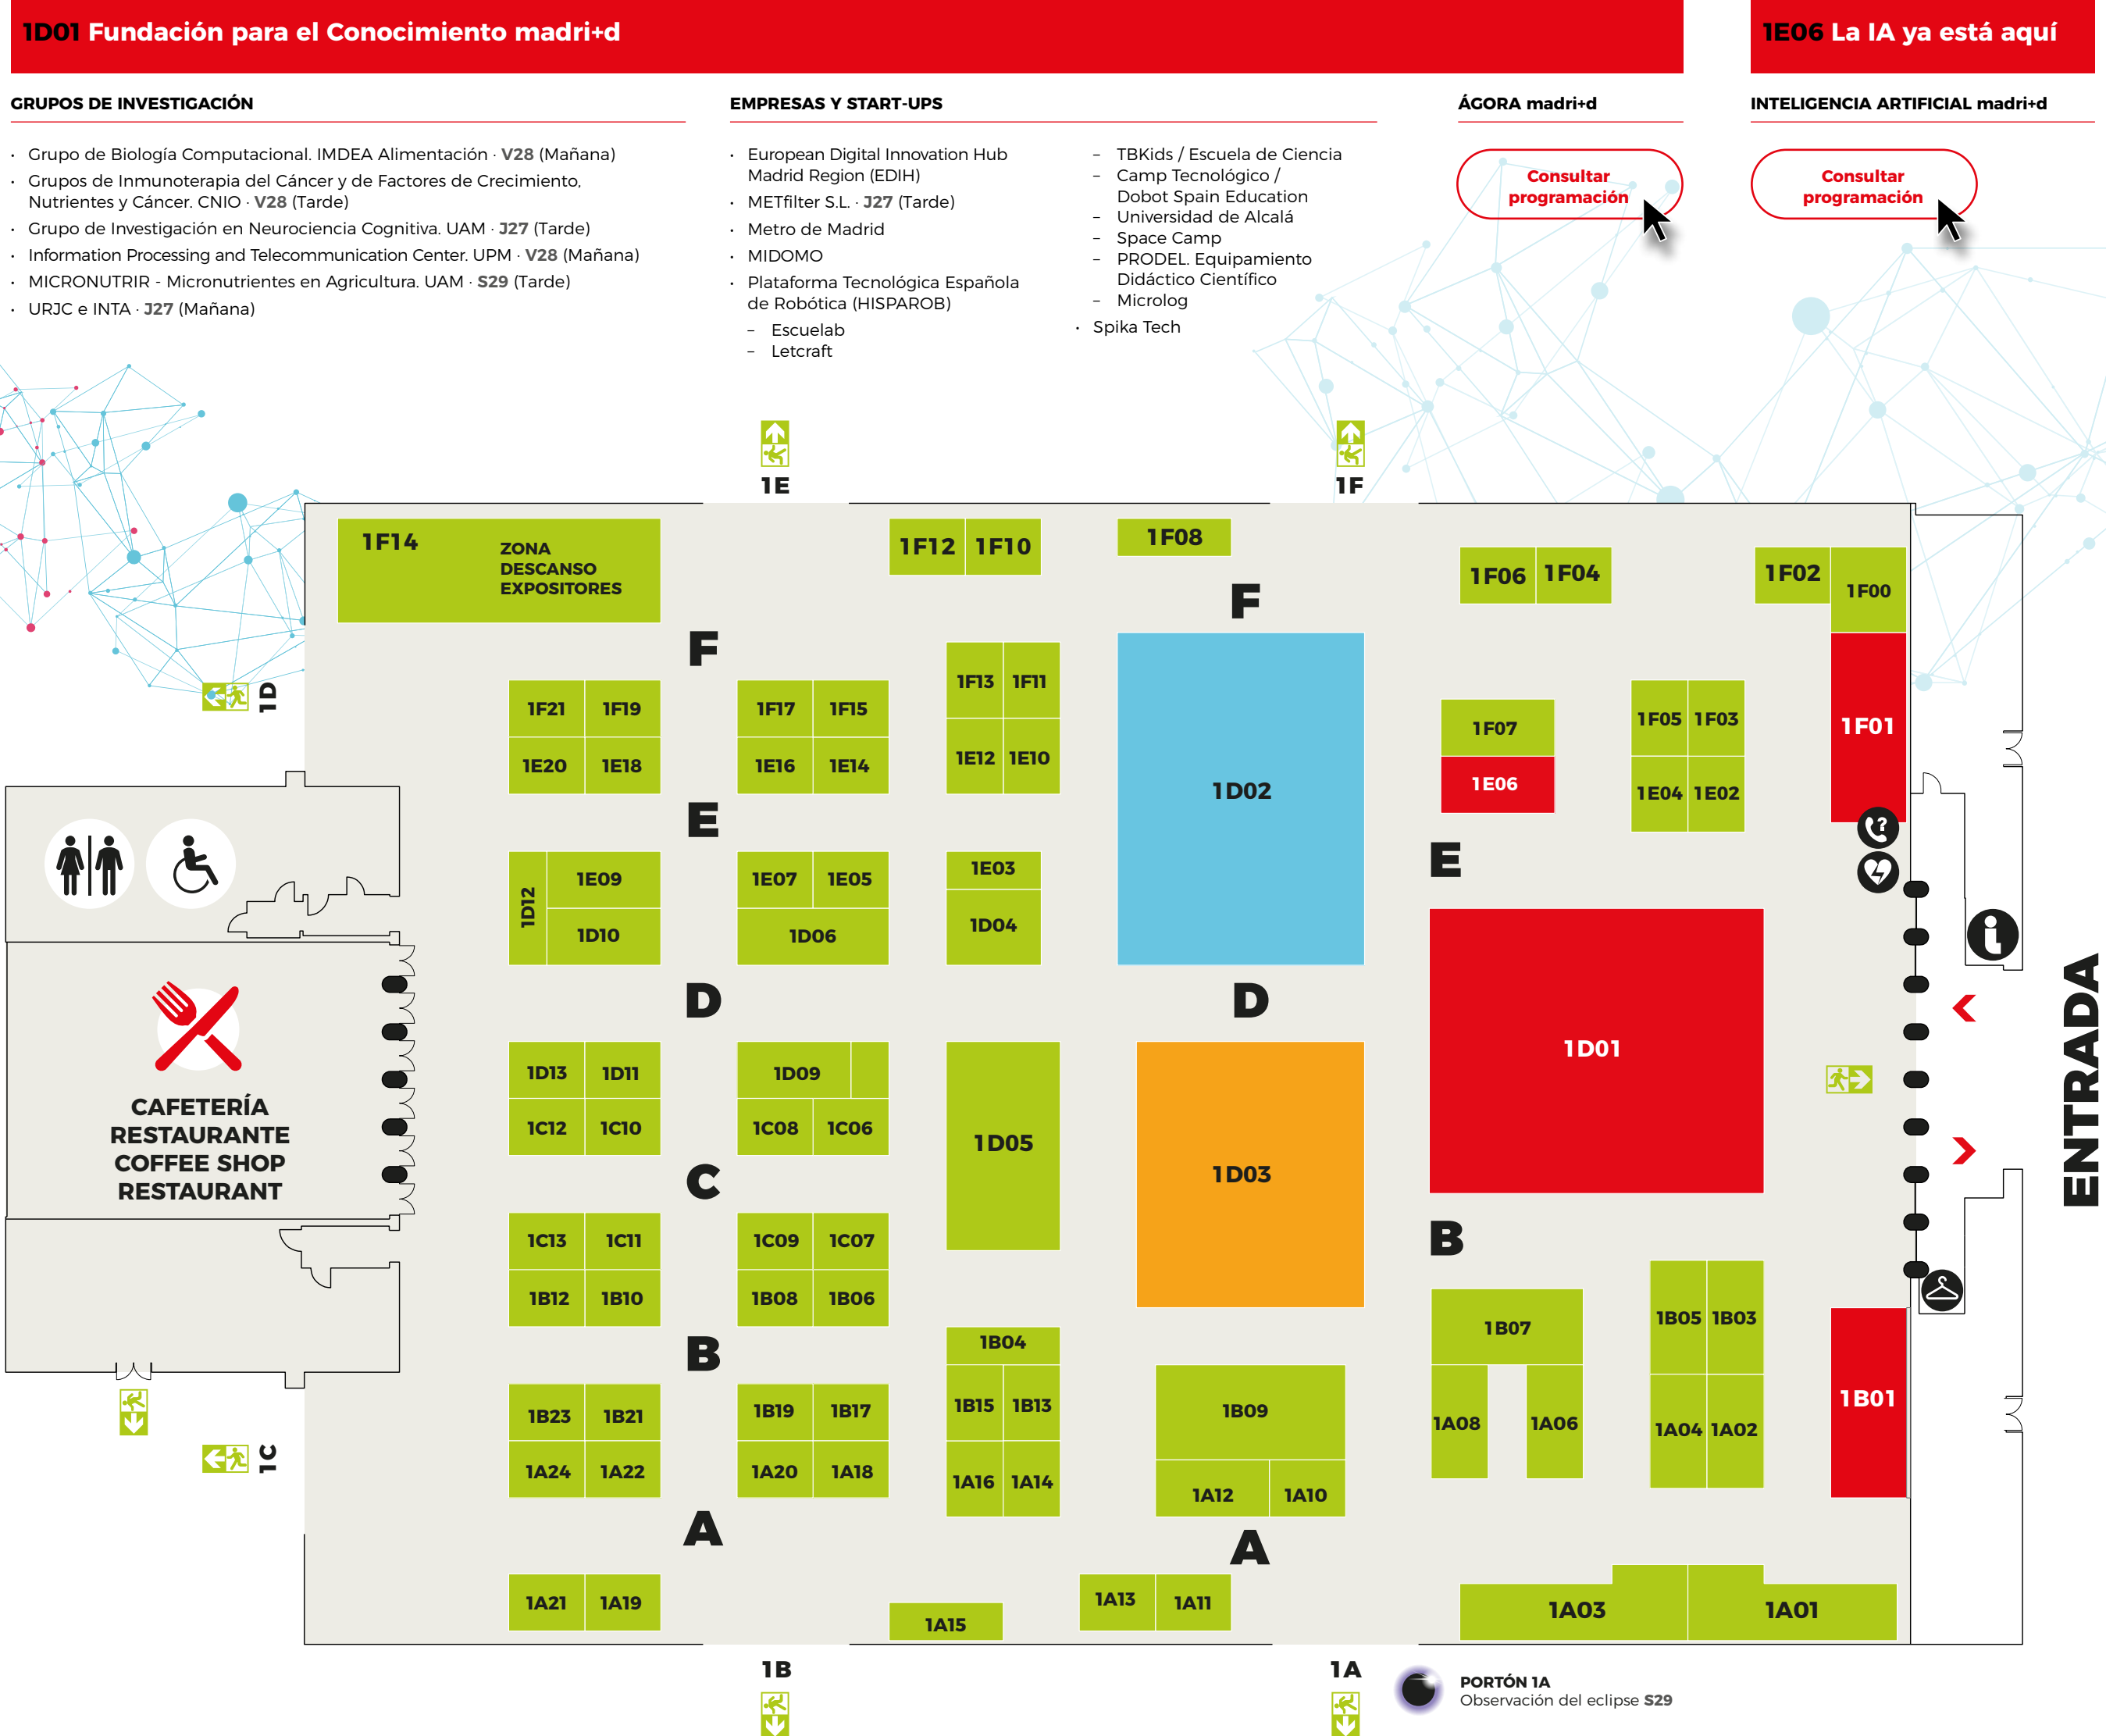 1D01 Fundación para el Conocimiento madri+d
1E06 La IA ya está aquí
GRUPOS DE INVESTIGACIÓN
· Grupo de Biología Computacional. IMDEA Alimentación · V28 (Mañana)
· Grupos de Inmunoterapia del Cáncer y de Factores de Crecimiento,
Nutrientes y Cáncer. CNIO · V28 (Tarde)
· Grupo de Investigación en Neurociencia Cognitiva. UAM · J27 (Tarde)
· Information Processing and Telecommunication Center. UPM · V28 (Mañana)
· MICRONUTRIR - Micronutrientes en Agricultura. UAM · S29 (Tarde)
· URJC e INTA · J27 (Mañana)
EMPRESAS Y START-UPS
· European Digital Innovation Hub
Madrid Region (EDIH)
· METfilter S.L. · J27 (Tarde)
· Metro de Madrid
· MIDOMO
· Plataforma Tecnológica Española
de Robótica (HISPAROB)
– Escuelab
– Letcraft
– TBKids / Escuela de Ciencia
– Camp Tecnológico /
Dobot Spain Education
– Universidad de Alcalá
– Space Camp
– PRODEL. Equipamiento
Didáctico Científico
– Microlog
· Spika Tech
ÁGORA madri+d
Consultar
programación
INTELIGENCIA ARTIFICIAL madri+d
Consultar
programación
1E
1F
1F14
ZONA
DESCANSO
EXPOSITORES
1F12 1F10
1F08
1F06 1F04
1F02
1F00
F
F
1F13 1F11
1F21 1F19
1F17 1F15
1F07
1F05 1F03
1F01
1D
1E20 1E18
1E16 1E14
1E12 1E10
1D02
1E06
1E04 1E02
E
E
1D12
1E09
1E07 1E05
1E03
1D10
1D06
1D04
D
D
1D01
ENTRADA
1D13 1D11
1D09
1C12 1C10
1C08 1C06
1D05
1D03
CAFETERÍA
RESTAURANTE
COFFEE SHOP
RESTAURANT
C
B
1C13 1C11
1C09 1C07
1B12 1B10
1B08 1B06
1B07
1B05 1B03
1B04
B
1B01
1B23 1B21
1B19 1B17
1B15 1B13
1B09
1A08
1A06
1A04 1A02
1C
1A24 1A22
1A20 1A18
1A16 1A14
1A12 1A10
A
A
1A21 1A19
1A15
1A13 1A11
1A03
1A01
1B
1A
PORTÓN 1A
Observación del eclipse S29